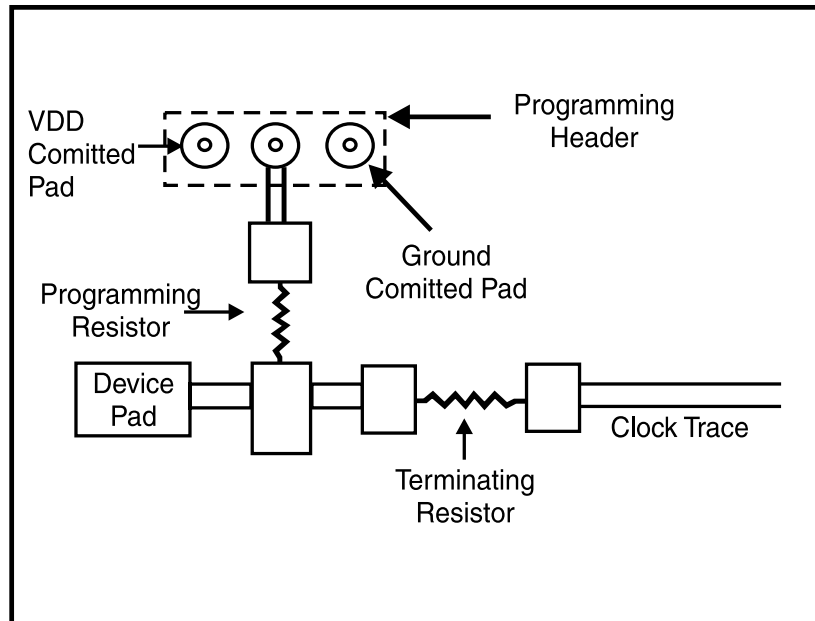 VDD
Comitted
Pad
Programming
Header
Ground
Comitted Pad
Programming
Resistor
Device
Pad
Clock Trace
Terminating
Resistor